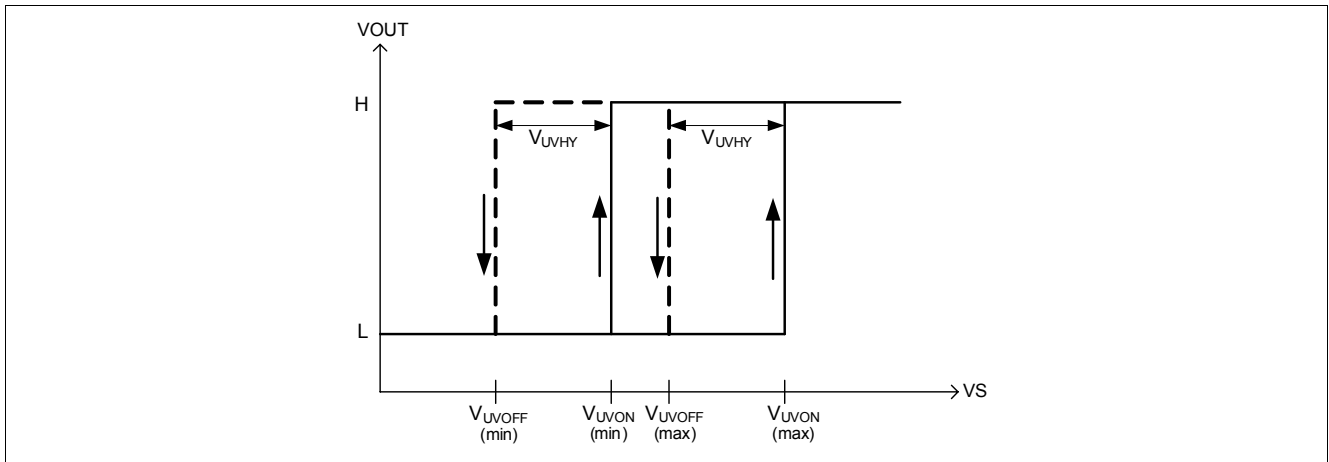 VOUT
H
VUVHY
VUVHY
L
VS
VUVOFF
(min)
VUVON
(min)
VUVOFF
(max)
VUVON
(max)